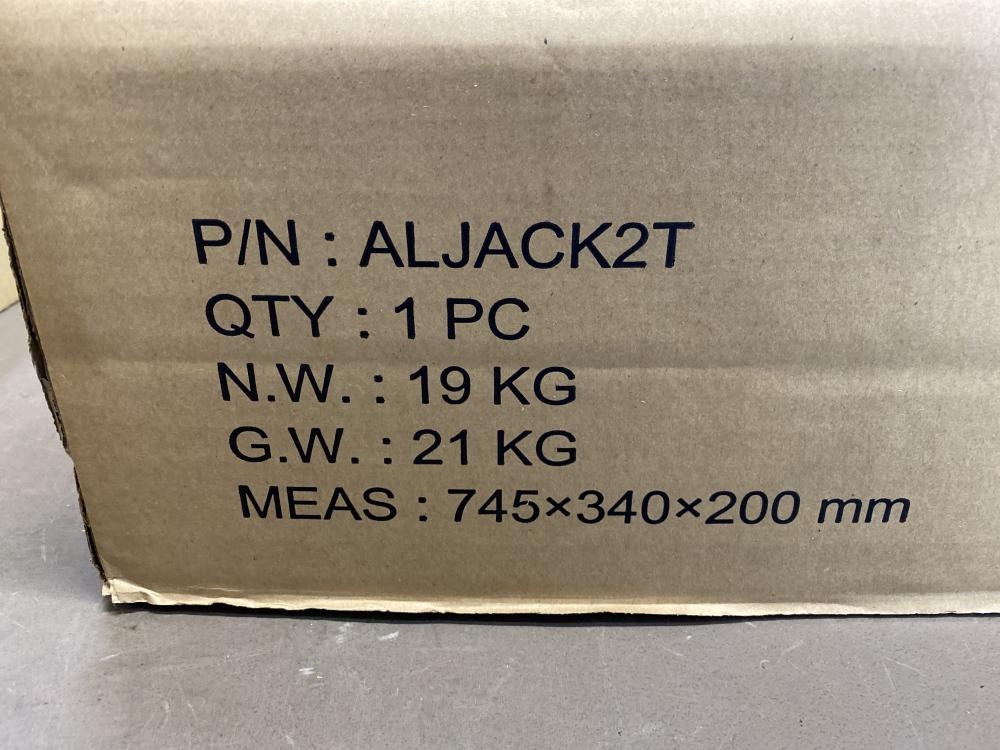 P/N : ALJACK2T
QTY : 1 PC
N.W. : 19 KG
G.W. : 21 KG
MEAS : 745×340×200 mm